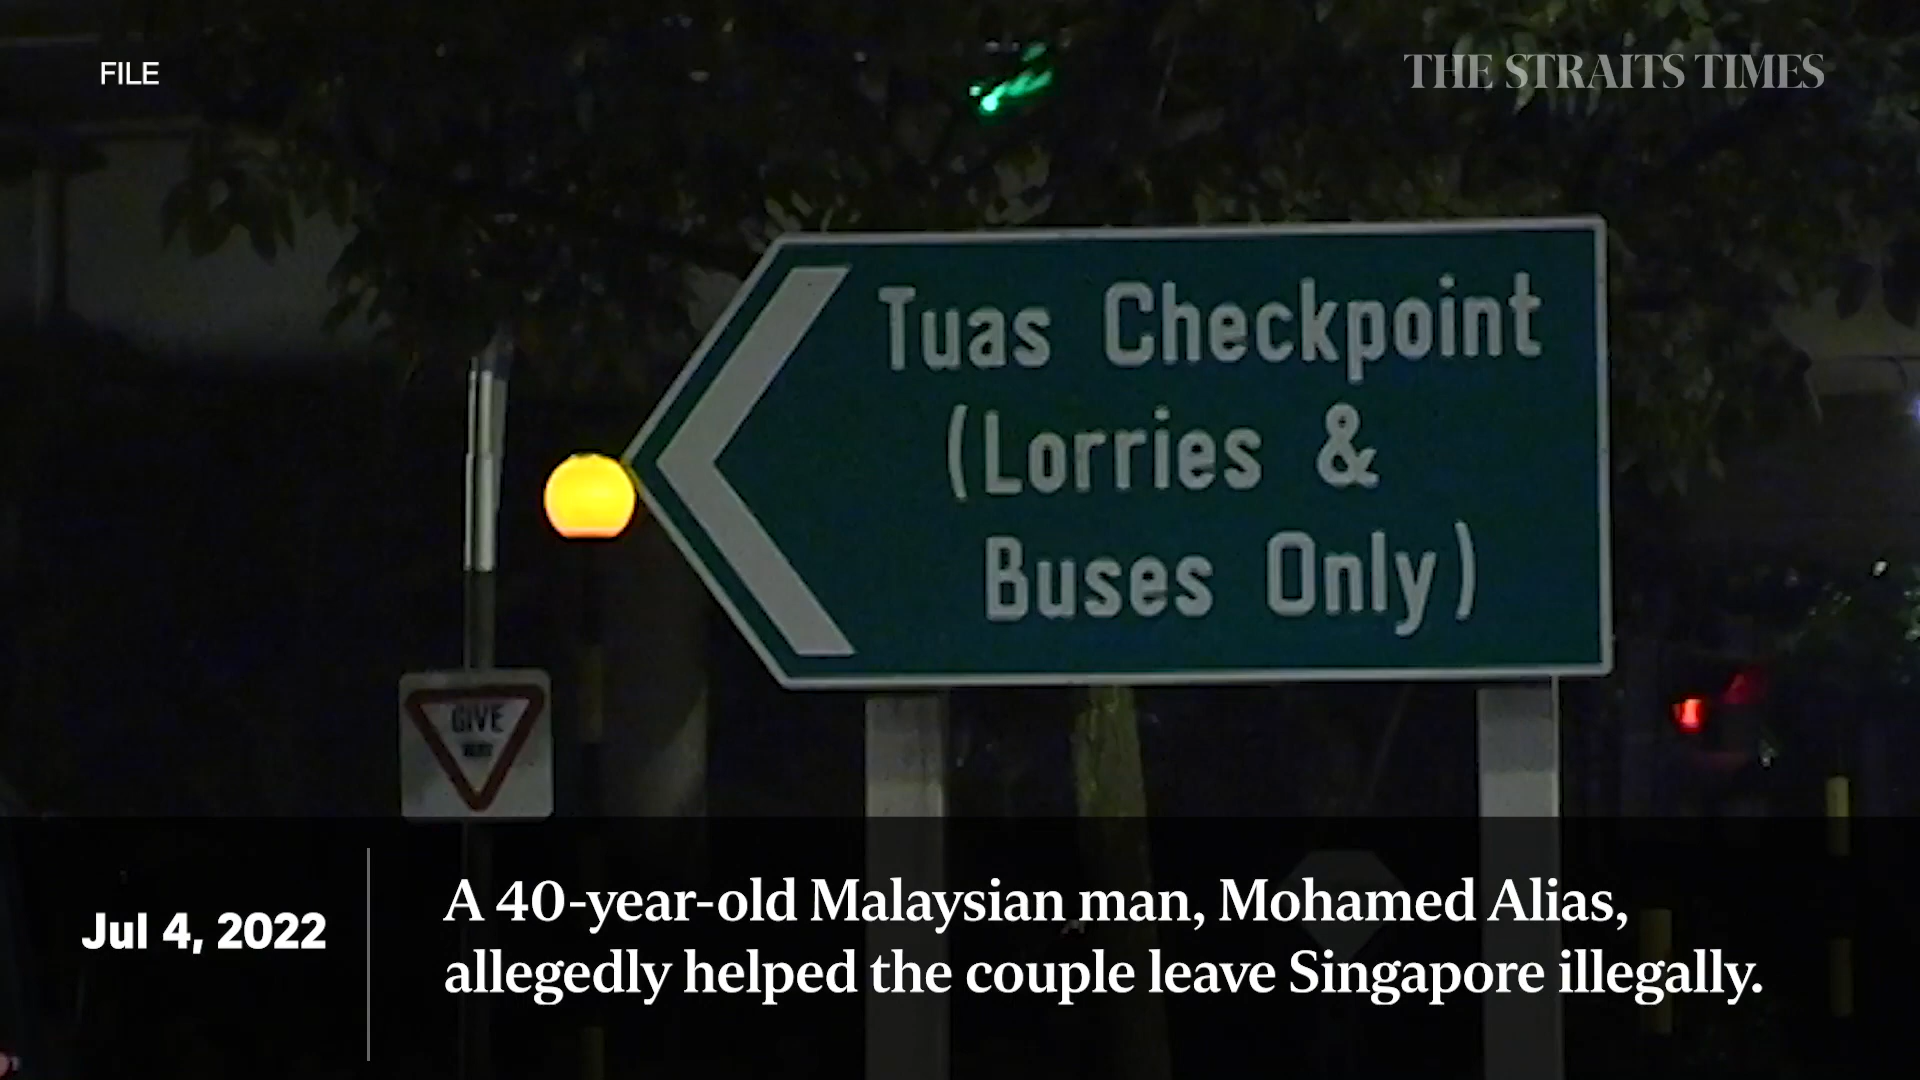 FILE
THE STRAITS TIMES
Tuas Checkpoint
(Lorries &
Buses Only)
GIVE
WAY
Jul 4, 2022
A 40-year-old Malaysian man, Mohamed Alias,
allegedly helped the couple leave Singapore illegally.